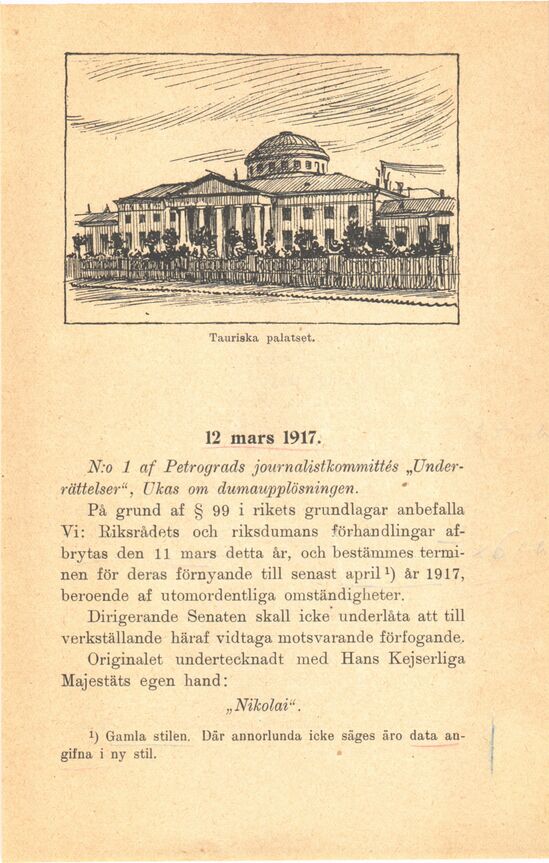 Tauriska palatset.
12 mars 1917.
N:o 1 af Petrograds journalistkommittés „Under-
rättelser“, Ukas om dumaupplösningen.
På grund af § 99 i rikets grundlagar anbefalla
Vi: Riksrådets och riksdumans förhandlingar af-
brytas den 11 mars detta år, och bestämmes termi-
nen för deras förnyande till senast april ¹) år 1917,
beroende af utomordentliga omständigheter.
Dirigerande Senaten skall icke underlåta att till
verkställande häraf vidtaga motsvarande förfogande.
Originalet undertecknadt med Hans Kejserliga
Majestäts egen hand:
„Nikolai“.
¹) Gamla stilen. Där annorlunda icke säges äro data an-
gifna i ny stil.